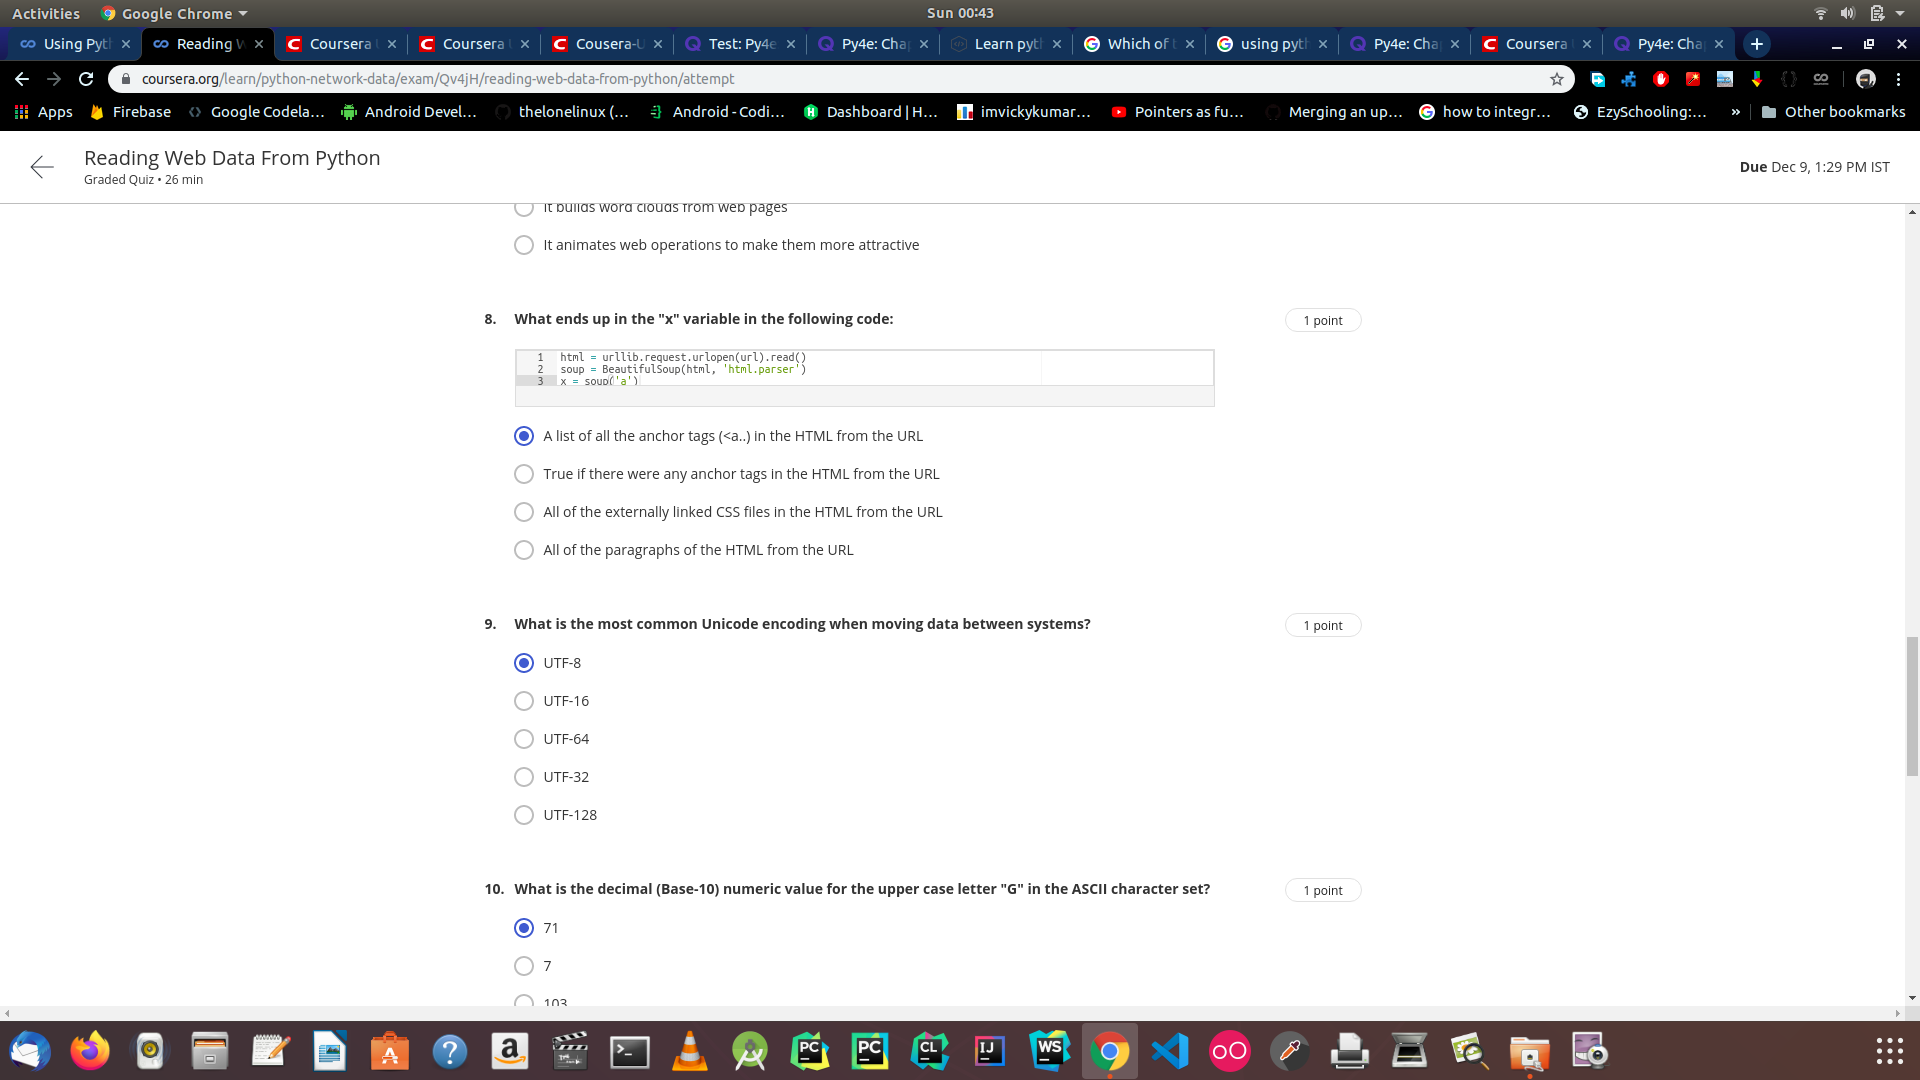 Activities
Google Chrome
Sun 00:43
Using Pyt
Reading W
Coursera
Coursera
Cousera-U
Test: Py4e
Py4e: Cha
Learn pyt
Which of
using pyt
Py4e: Cha
Coursera
Py4e: Cha
coursera.org/learn/python-network-data/exam/Qv4jH/reading-web-data-from-python/attempt
Apps
Firebase
Google Codela...
Android Devel...
thelonelinux (...
Android - Codi...
Dashboard | H...
imvickykumar...
Pointers as fu...
Merging an up...
how to integr...
EzySchooling:...
»
Other bookmarks
Reading Web Data From Python
Graded Quiz • 26 min
Due Dec 9, 1:29 PM IST
It builds word clouds from web pages
It animates web operations to make them more attractive
8. What ends up in the "x" variable in the following code:
1 point
1 html = urllib.request.urlopen(url).read()
2 soup = BeautifulSoup(html, 'html.parser')
3 x = soup('a')
A list of all the anchor tags (<a..) in the HTML from the URL
True if there were any anchor tags in the HTML from the URL
All of the externally linked CSS files in the HTML from the URL
All of the paragraphs of the HTML from the URL
9. What is the most common Unicode encoding when moving data between systems?
1 point
UTF-8
UTF-16
UTF-64
UTF-32
UTF-128
10. What is the decimal (Base-10) numeric value for the upper case letter "G" in the ASCII character set?
1 point
71
7
103